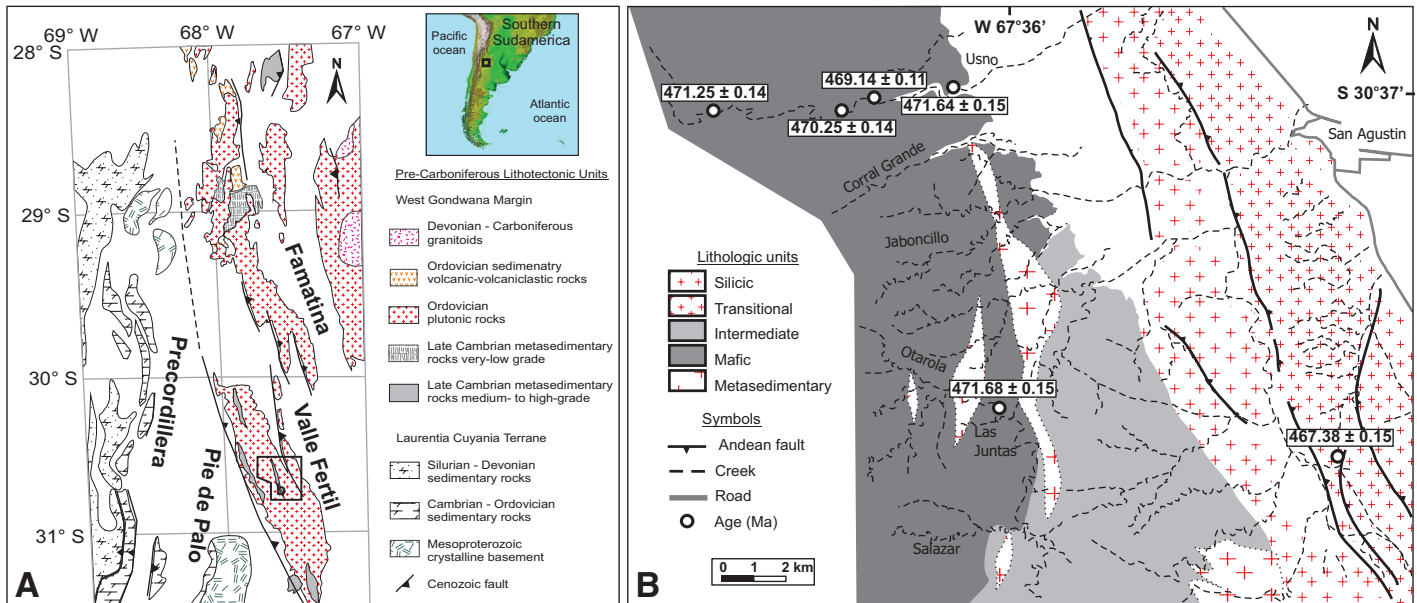 69° W
68° W
67° W
28° S
29° S
30° S
31° S
N
Famatina
Precordillera
Valle Fertil
Pie de Palo
A
Southern
Sudamerica
Pacific
ocean
Atlantic
ocean
Pre-Carboniferous Lithotectonic Units
West Gondwana Margin
Devonian - Carboniferous
granitoids
Ordovician sedimenatry
volcanic-volcaniclastic rocks
Ordovician
plutonic rocks
Late Cambrian metasedimentary
rocks very-low grade
Late Cambrian metasedimentary
rocks medium- to high-grade
Laurentia Cuyania Terrane
Silurian - Devonian
sedimentary rocks
Cambrian - Ordovician
sedimentary rocks
Mesoproterozoic
crystalline basement
Cenozoic fault
W 67°36'
N
S 30°37'
Usno
San Agustin
471.25 ± 0.14
469.14 ± 0.11
471.64 ± 0.15
470.25 ± 0.14
Corral Grande
Jaboncillo
Otarola
471.68 ± 0.15
Las
Juntas
467.38 ± 0.15
Salazar
Lithologic units
Silicic
Transitional
Intermediate
Mafic
Metasedimentary
Symbols
Andean fault
Creek
Road
Age (Ma)
0 1 2 km
B